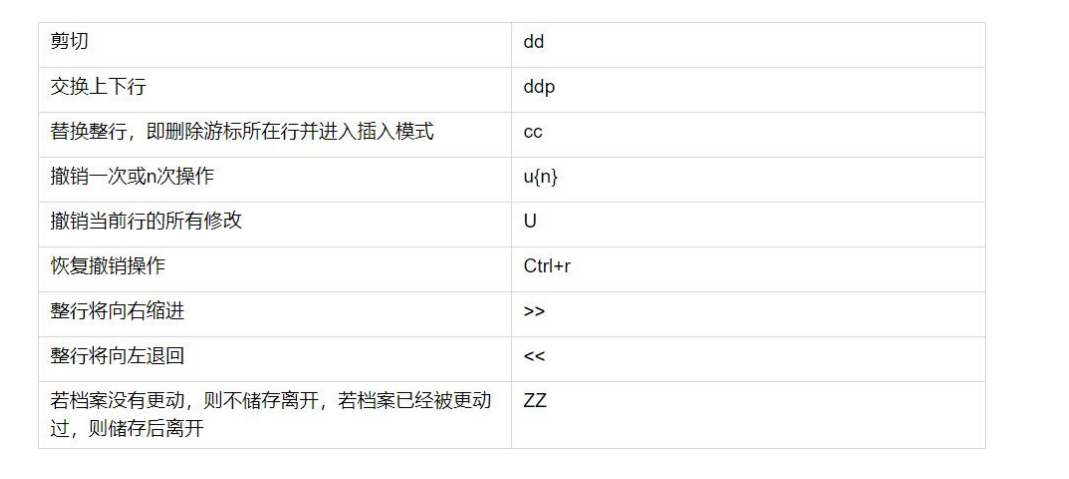 剪切 dd
交换上下行 ddp
替换整行，即删除游标所在行并进入插入模式 cc
撤销一次或n次操作 u{n}
撤销当前行的所有修改 U
恢复撤销操作 Ctrl+r
整行将向右缩进 >>
整行将向左退回 <<
若档案没有更动，则不储存离开，若档案已经被更动 ZZ
过，则储存后离开